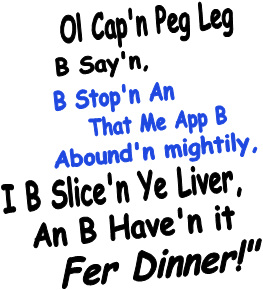 Ol Cap'n Peg Leg
B Say'n,
B Stop'n An
That Me App B
Abound'n mightily,
I B Slice'n Ye Liver,
An B Have'n it
Fer Dinner!"